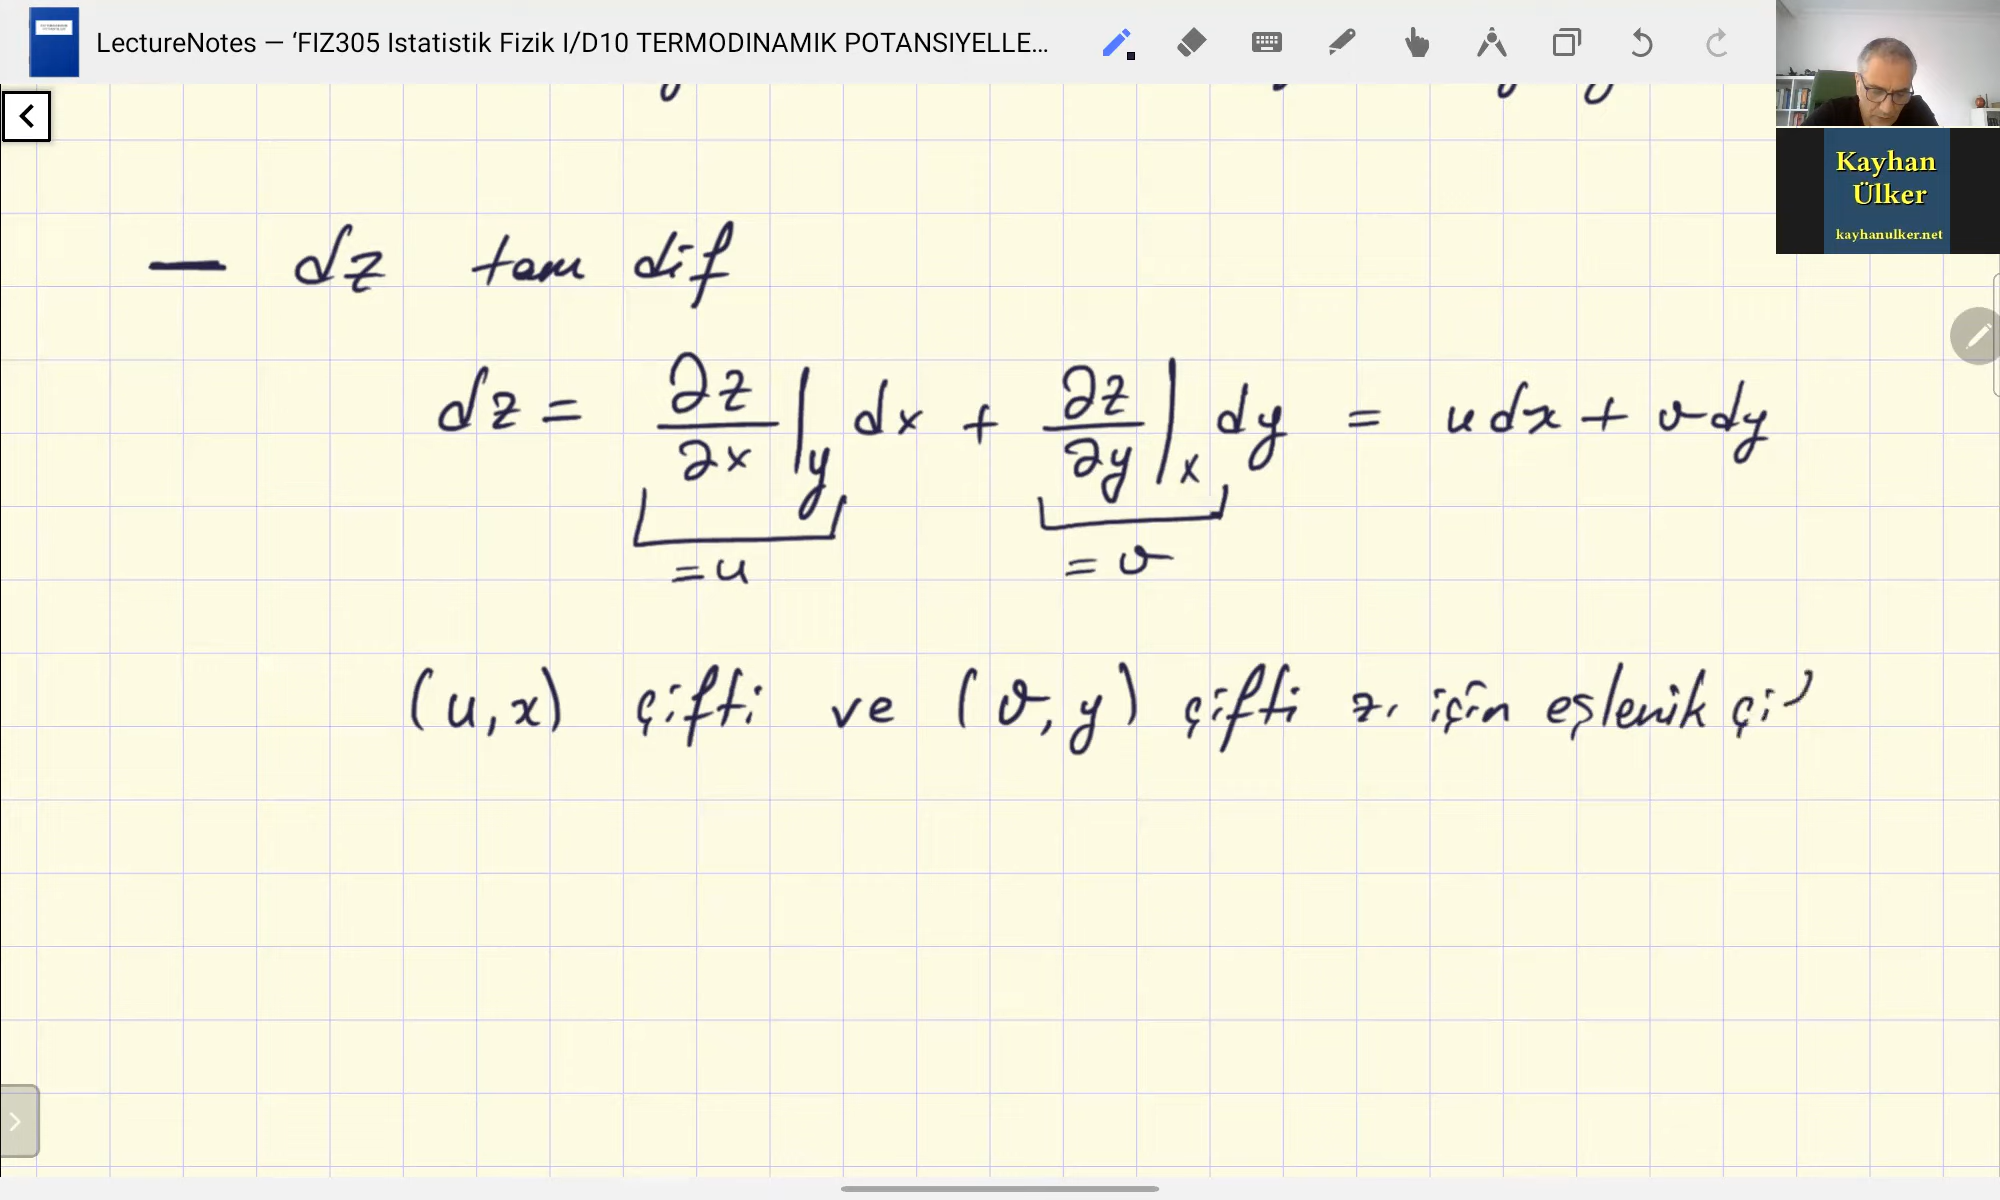 LectureNotes — ‘FIZ305 Istatistik Fizik I/D10 TERMODINAMIK POTANSIYELLE...
Kayhan
Ülker
kayhanulker.net
— dz tam dif
dz = ∂z/∂x |y dx + ∂z/∂y |x dy = u dx + v dy
= u = v
(u, x) çifti ve (v, y) çifti z için eşlenik çi